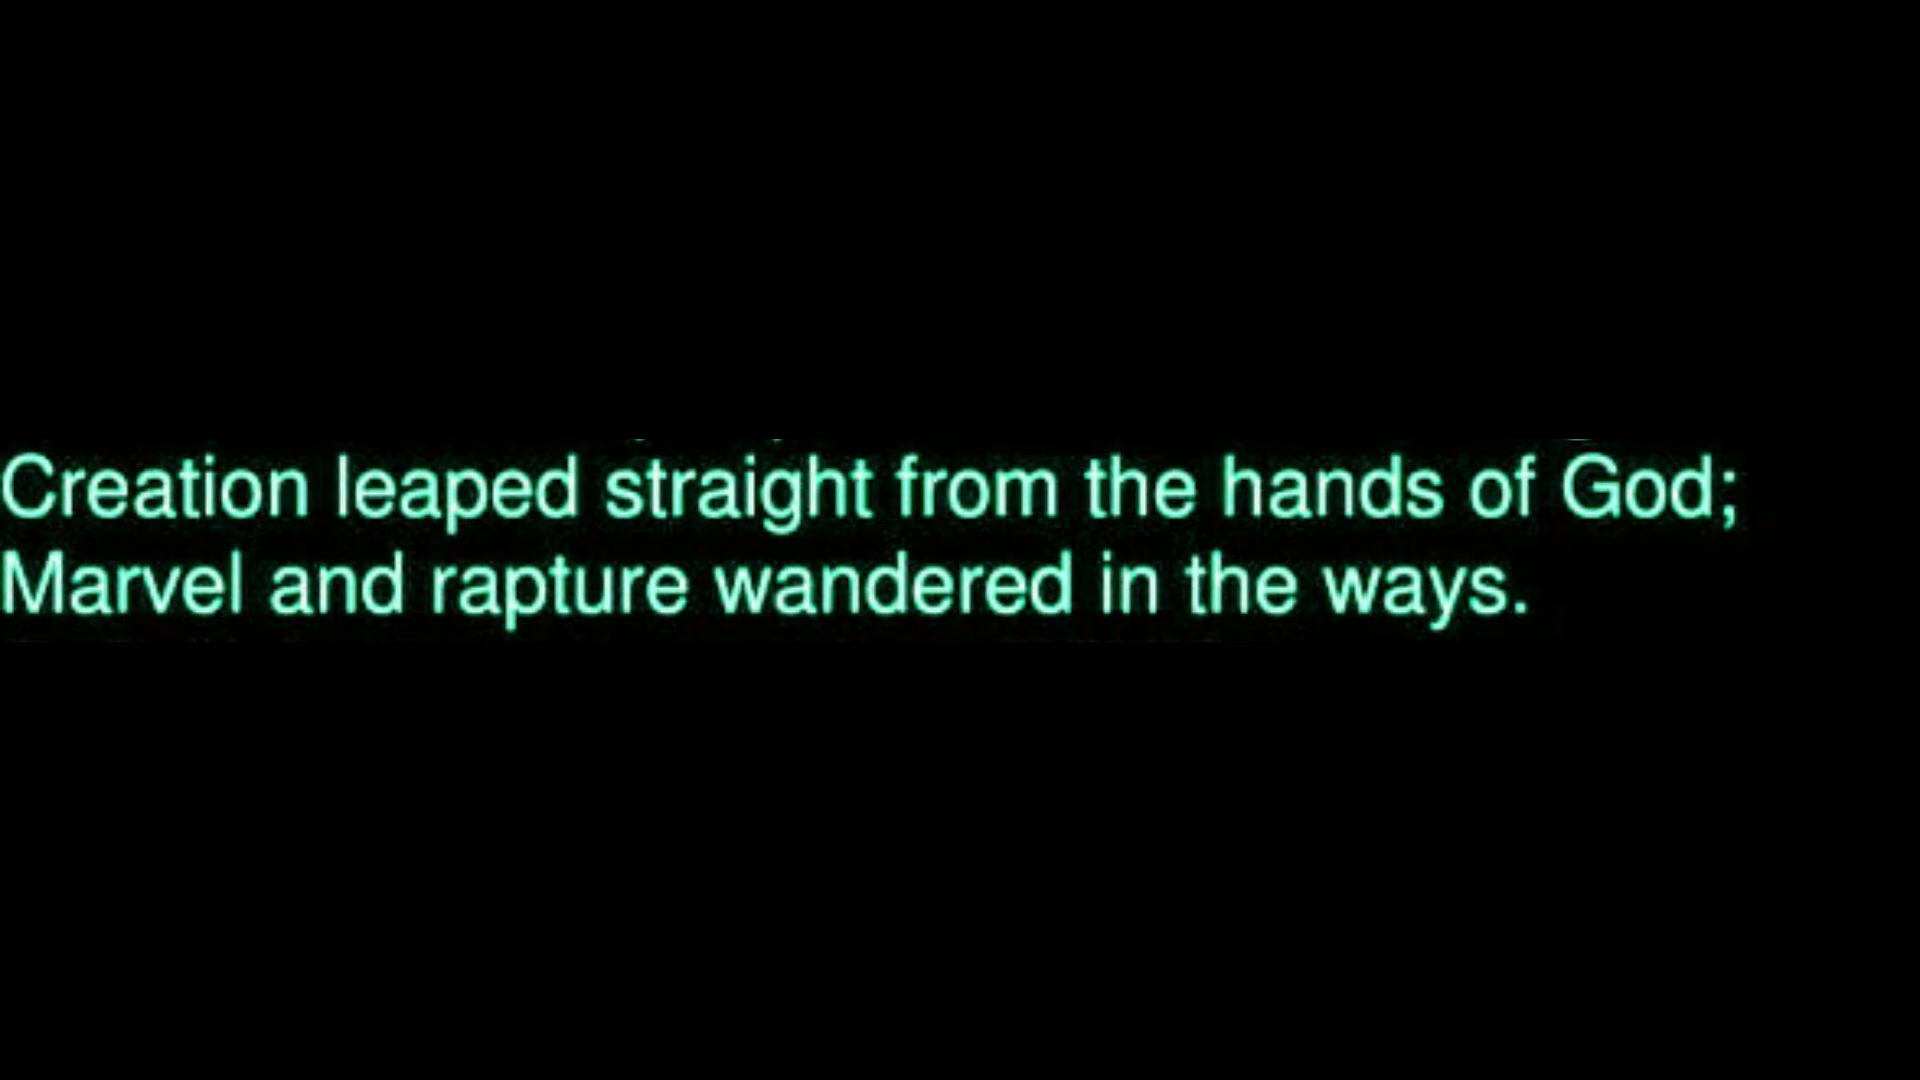 Creation leaped straight from the hands of God;
Marvel and rapture wandered in the ways.